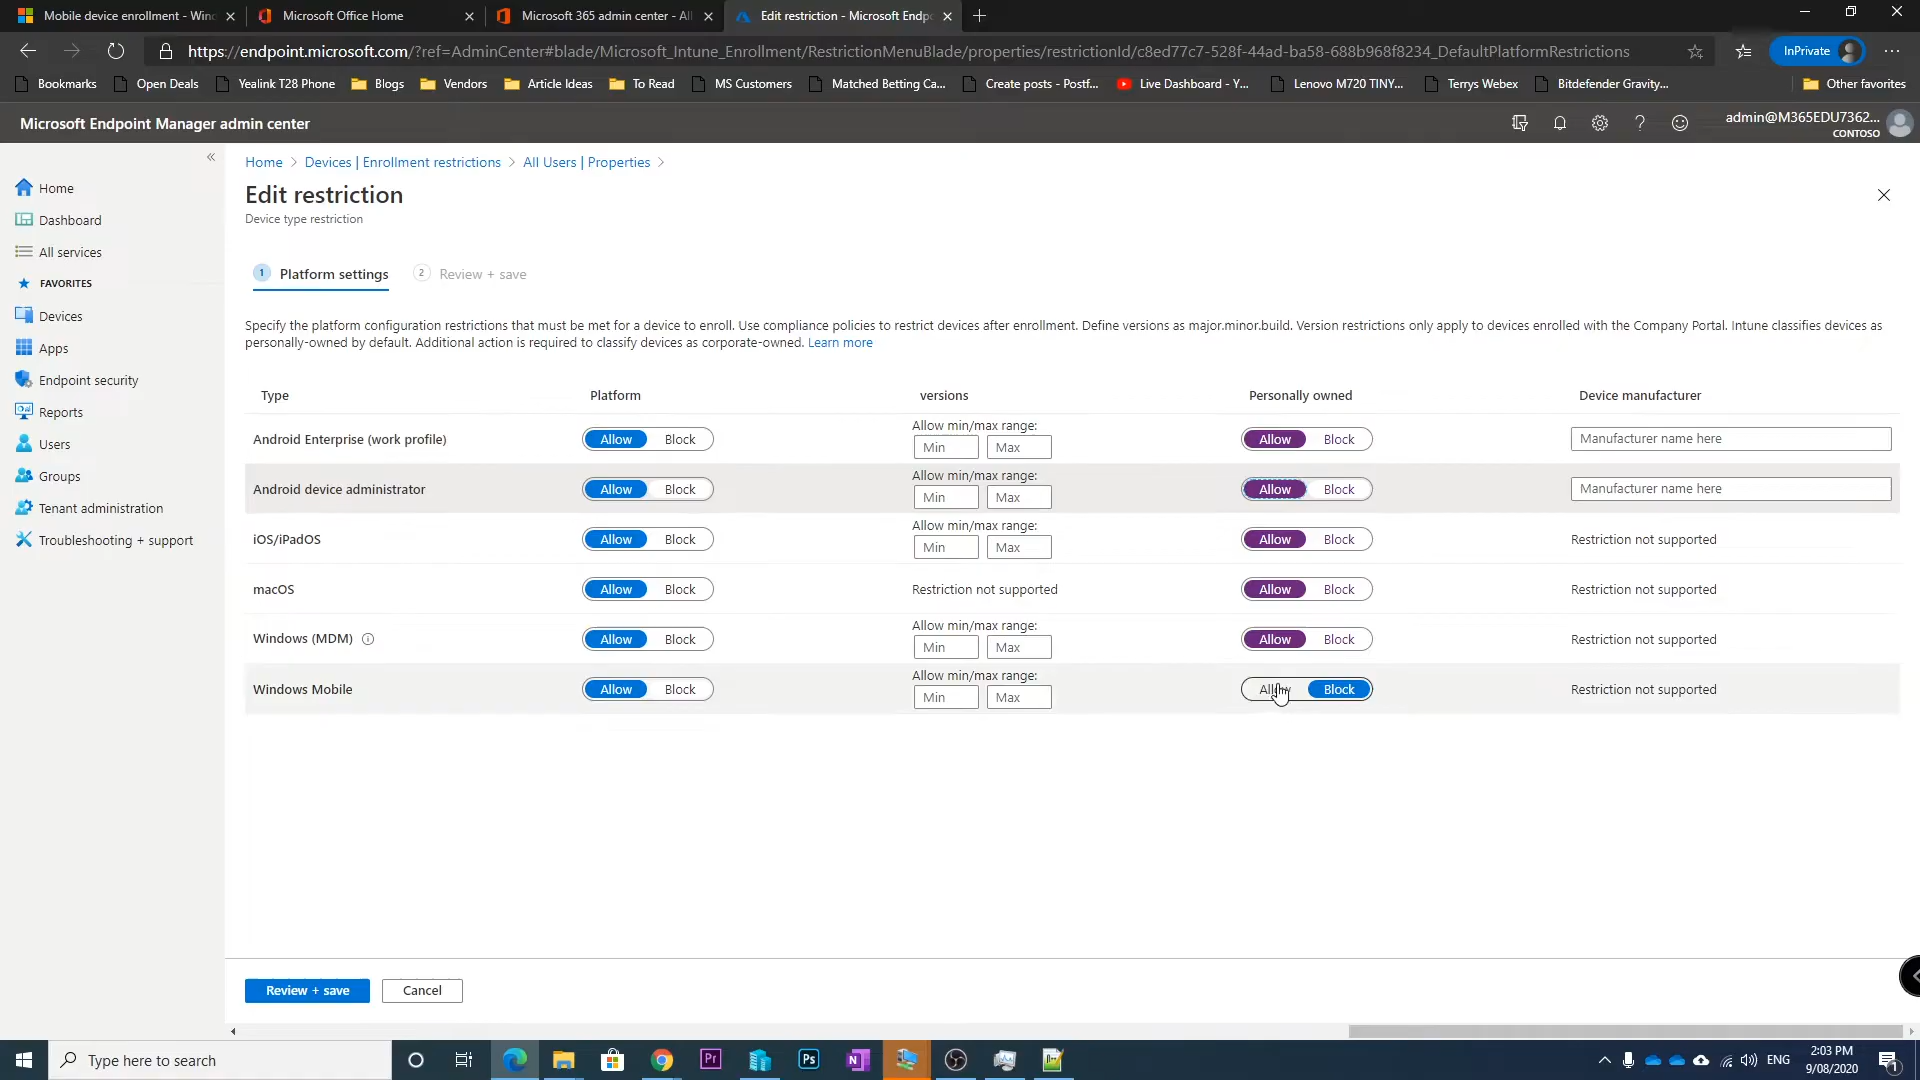 Mobile device enrollment - Wind
Microsoft Office Home
Microsoft 365 admin center - All
Edit restriction - Microsoft Endpo
https://endpoint.microsoft.com/?ref=AdminCenter#blade/Microsoft_Intune_Enrollment/RestrictionMenuBlade/properties/restrictionId/c8ed77c7-528f-44ad-ba58-688b968f8234_DefaultPlatformRestrictions
InPrivate
Bookmarks
Open Deals
Yealink T28 Phone
Blogs
Vendors
Article Ideas
To Read
MS Customers
Matched Betting Ca...
Create posts - Postf...
Live Dashboard - Y...
Lenovo M720 TINY...
Terrys Webex
Bitdefender Gravity...
Other favorites
Microsoft Endpoint Manager admin center
admin@M365EDU7362...
CONTOSO
Home
Dashboard
All services
FAVORITES
Devices
Apps
Endpoint security
Reports
Users
Groups
Tenant administration
Troubleshooting + support
Home > Devices | Enrollment restrictions > All Users | Properties >
Edit restriction
Device type restriction
1 Platform settings
2 Review + save
Specify the platform configuration restrictions that must be met for a device to enroll. Use compliance policies to restrict devices after enrollment. Define versions as major.minor.build. Version restrictions only apply to devices enrolled with the Company Portal. Intune classifies devices as
personally-owned by default. Additional action is required to classify devices as corporate-owned. Learn more
Type Platform versions Personally owned Device manufacturer
Allow min/max range:
Android Enterprise (work profile) Allow Block Min Max Allow Block Manufacturer name here
Allow min/max range:
Android device administrator Allow Block Min Max Allow Block Manufacturer name here
Allow min/max range:
iOS/iPadOS Allow Block Min Max Allow Block Restriction not supported
macOS Allow Block Restriction not supported Allow Block Restriction not supported
Allow min/max range:
Windows (MDM) Allow Block Min Max Allow Block Restriction not supported
Allow min/max range:
Windows Mobile Allow Block Min Max Allow Block Restriction not supported
Review + save
Cancel
Type here to search
Pr
Ps
N
ENG
2:03 PM
9/08/2020
1